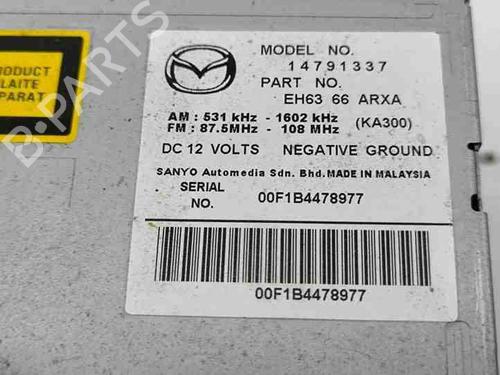 PRODUCT
LAITE
PARAT
MODEL NO.
14791337
PART NO.
EH63 66 ARXA
AM : 531 kHz - 1602 kHz
FM : 87.5MHz - 108 MHz
(KA300)
DC 12 VOLTS NEGATIVE GROUND
SANYO Automedia Sdn. Bhd. MADE IN MALAYSIA
SERIAL
NO.
00F1B4478977
00F1B4478977
B-PARTS